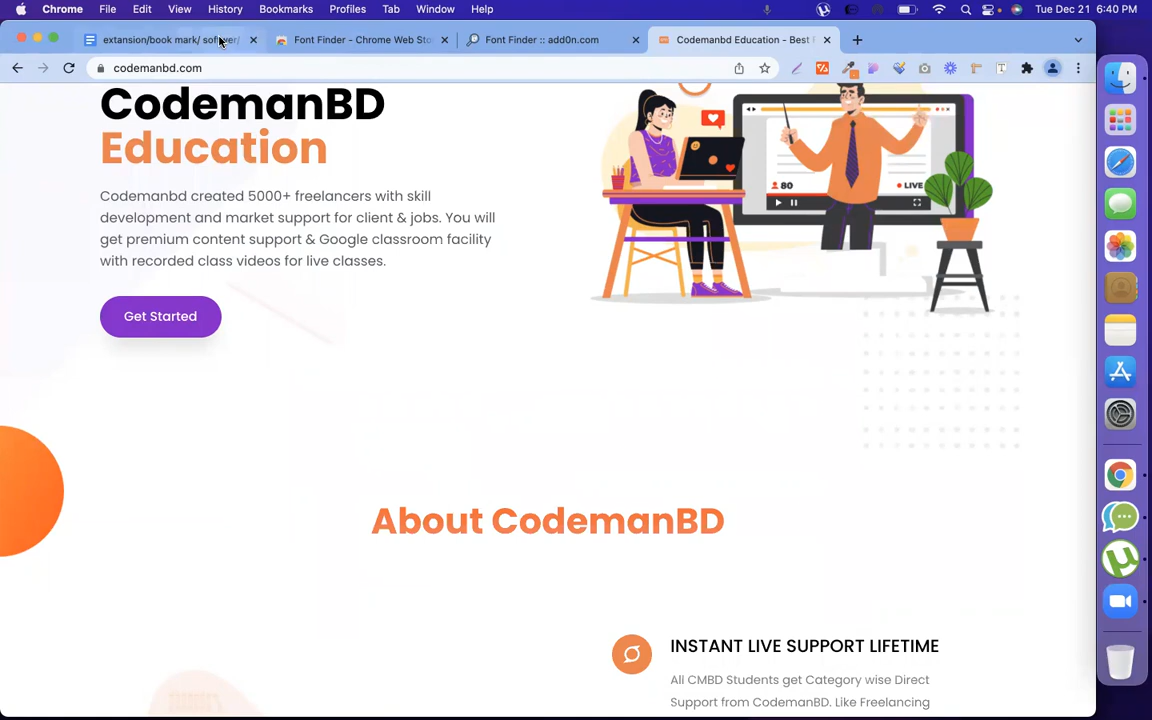 Chrome File Edit View History Bookmarks Profiles Tab Window Help Tue Dec 21 6:40 PM
extansion/book mark/ softwer/ Font Finder - Chrome Web Sto Font Finder :: add0n.com Codemanbd Education - Best F
codemanbd.com
CodemanBD
Education
Codemanbd created 5000+ freelancers with skill
development and market support for client & jobs. You will
get premium content support & Google classroom facility
with recorded class videos for live classes.
80 LIVE
Get Started
About CodemanBD
INSTANT LIVE SUPPORT LIFETIME
All CMBD Students get Category wise Direct
Support from CodemanBD. Like Freelancing